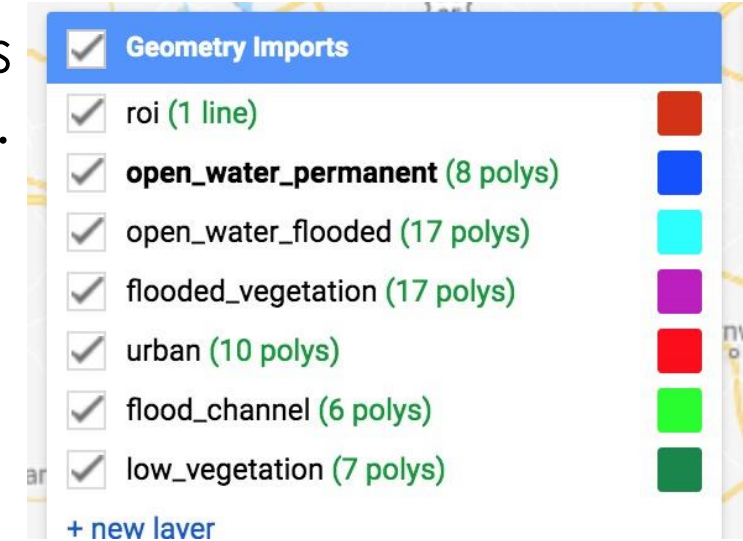 s
.
Geometry Imports
roi (1 line)
open_water_permanent (8 polys)
open_water_flooded (17 polys)
flooded_vegetation (17 polys)
urban (10 polys)
flood_channel (6 polys)
low_vegetation (7 polys)
+ new layer